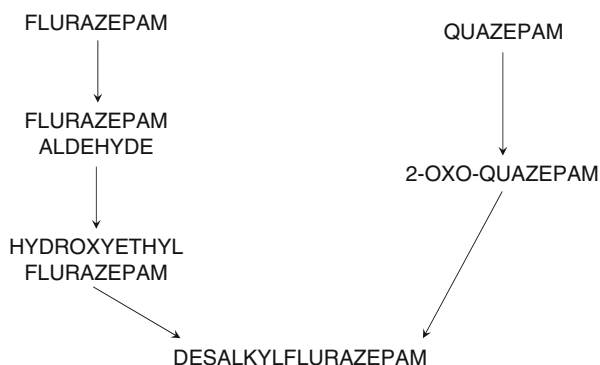 FLURAZEPAM
QUAZEPAM
FLURAZEPAM
ALDEHYDE
2-OXO-QUAZEPAM
HYDROXYETHYL
FLURAZEPAM
DESALKYLFLURAZEPAM